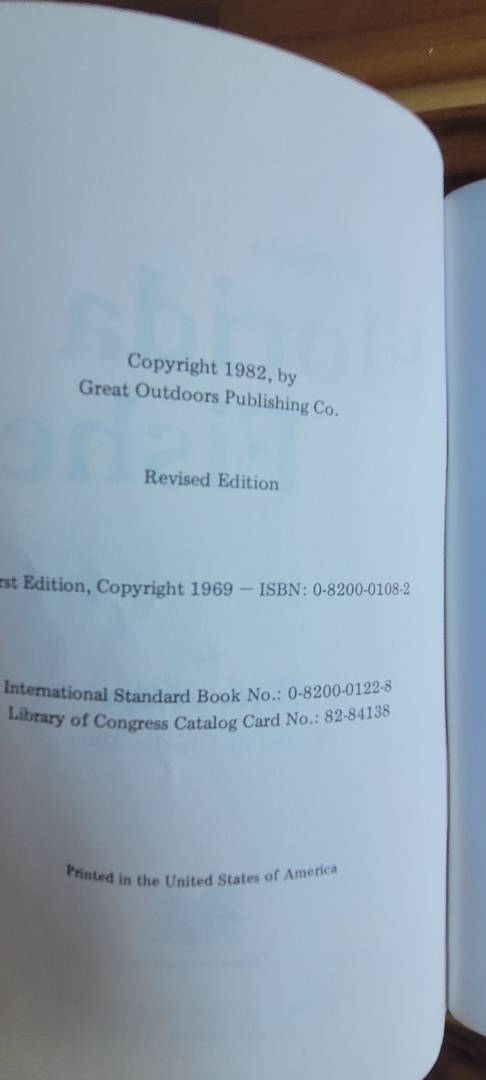 Copyright 1982, by
Great Outdoors Publishing Co.
Revised Edition
rst Edition, Copyright 1969 — ISBN: 0-8200-0108-2
International Standard Book No.: 0-8200-0122-8
Library of Congress Catalog Card No.: 82-84138
Printed in the United States of America